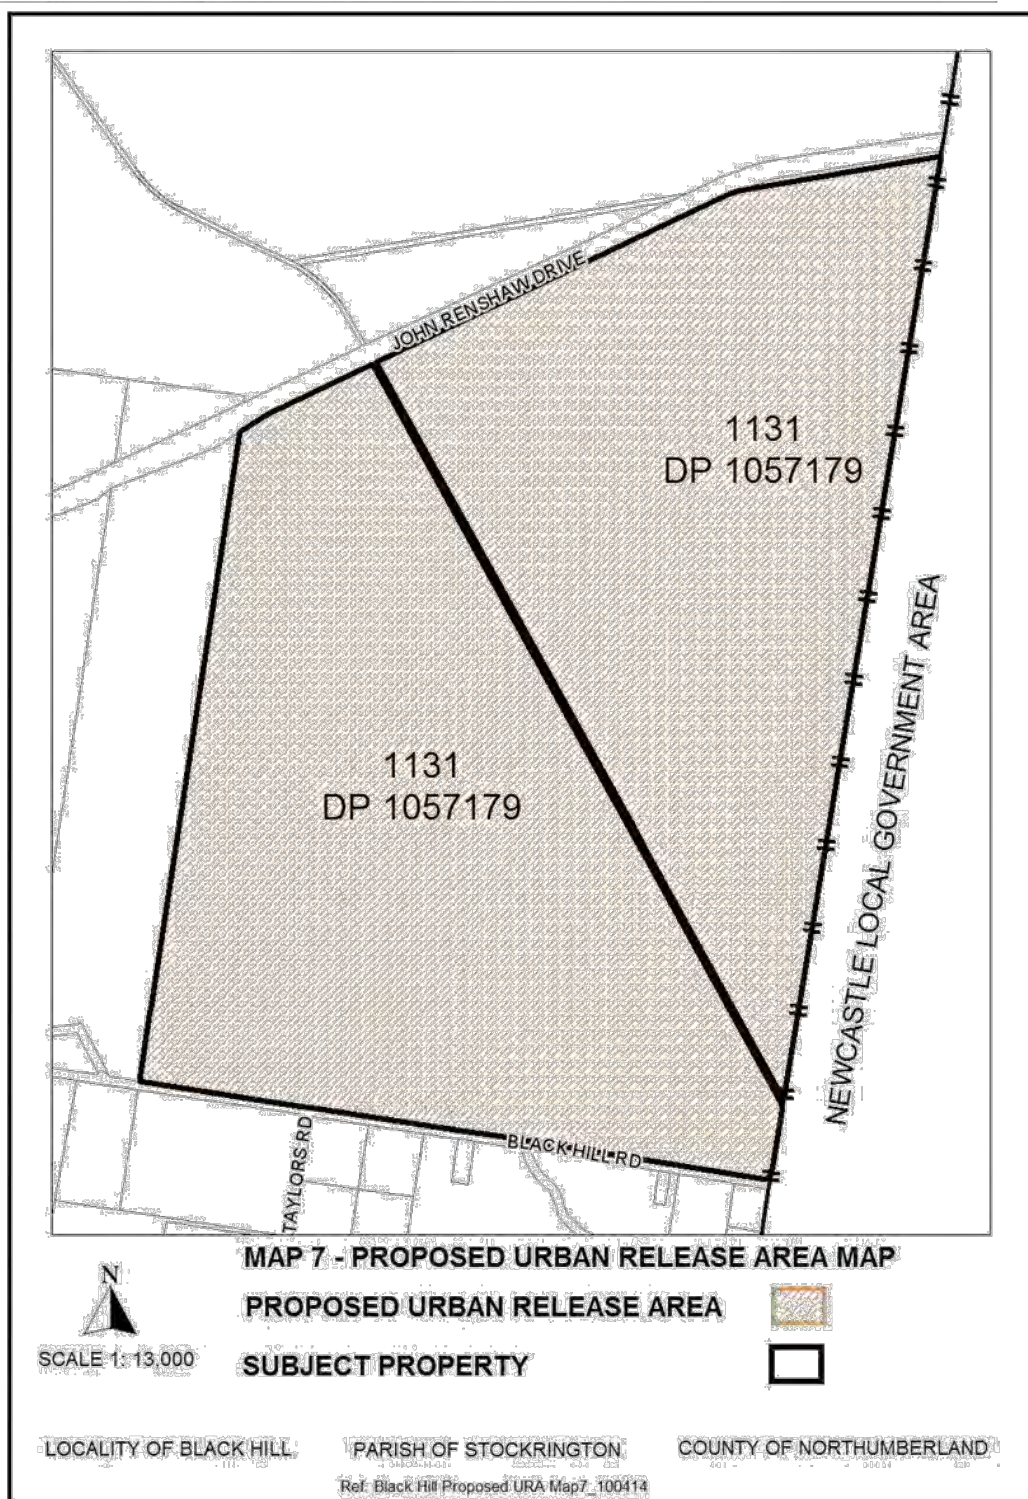 JOHN RENSHAW DRIVE
1131
DP 1057179
1131
DP 1057179
NEWCASTLE LOCAL GOVERNMENT AREA
BLACK HILL RD
TAYLORS RD
MAP 7 - PROPOSED URBAN RELEASE AREA MAP
N
PROPOSED URBAN RELEASE AREA
SCALE 1: 13,000
SUBJECT PROPERTY
LOCALITY OF BLACK HILL
PARISH OF STOCKRINGTON
COUNTY OF NORTHUMBERLAND
Ref: Black Hill Proposed URA Map7_100414